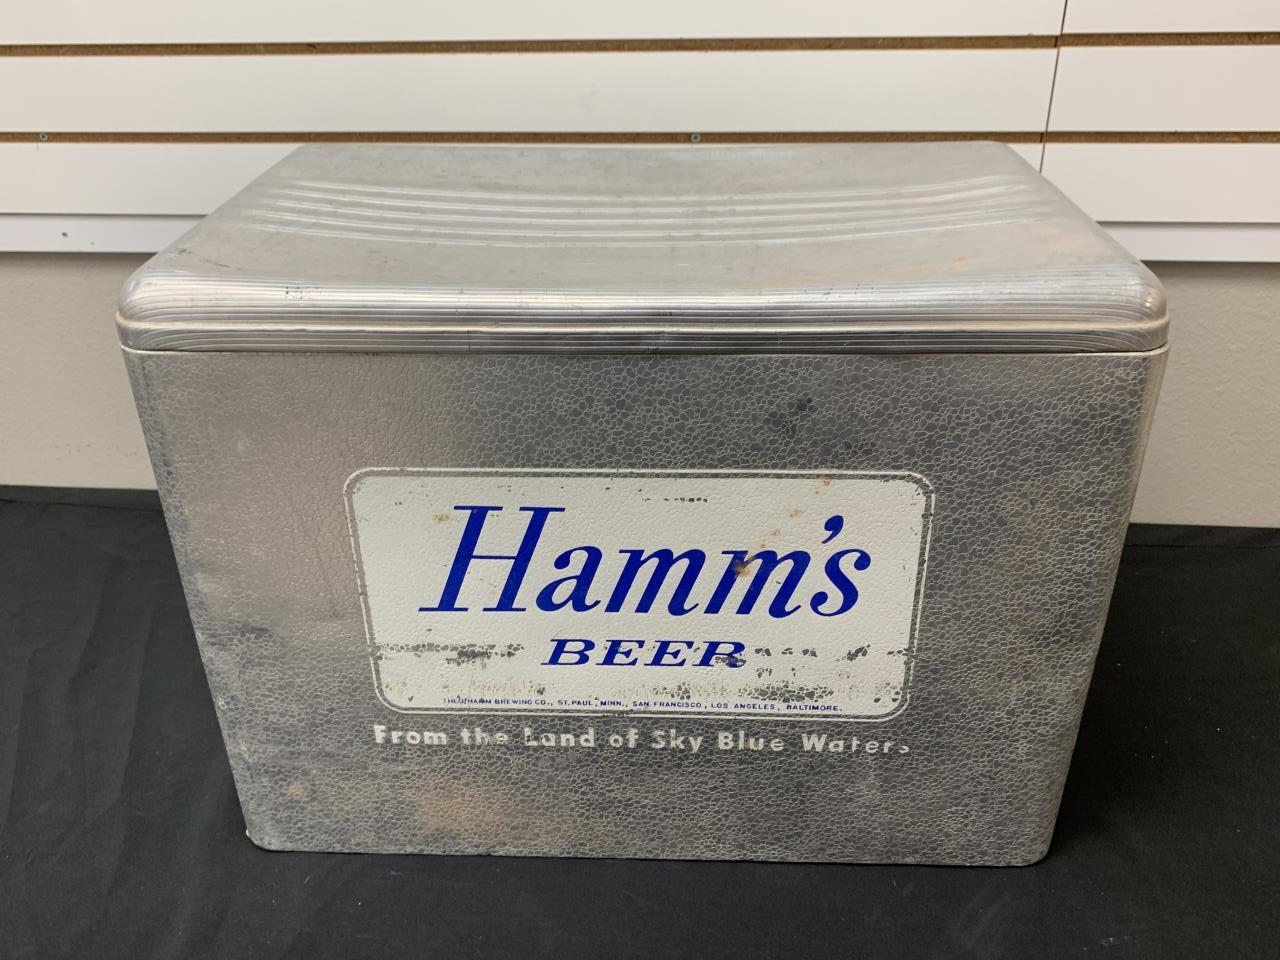 Hamm's
BEER
THEO. HAMM BREWING CO., ST. PAUL, MINN., SAN FRANCISCO, LOS ANGELES, BALTIMORE.
From the Land of Sky Blue Waters